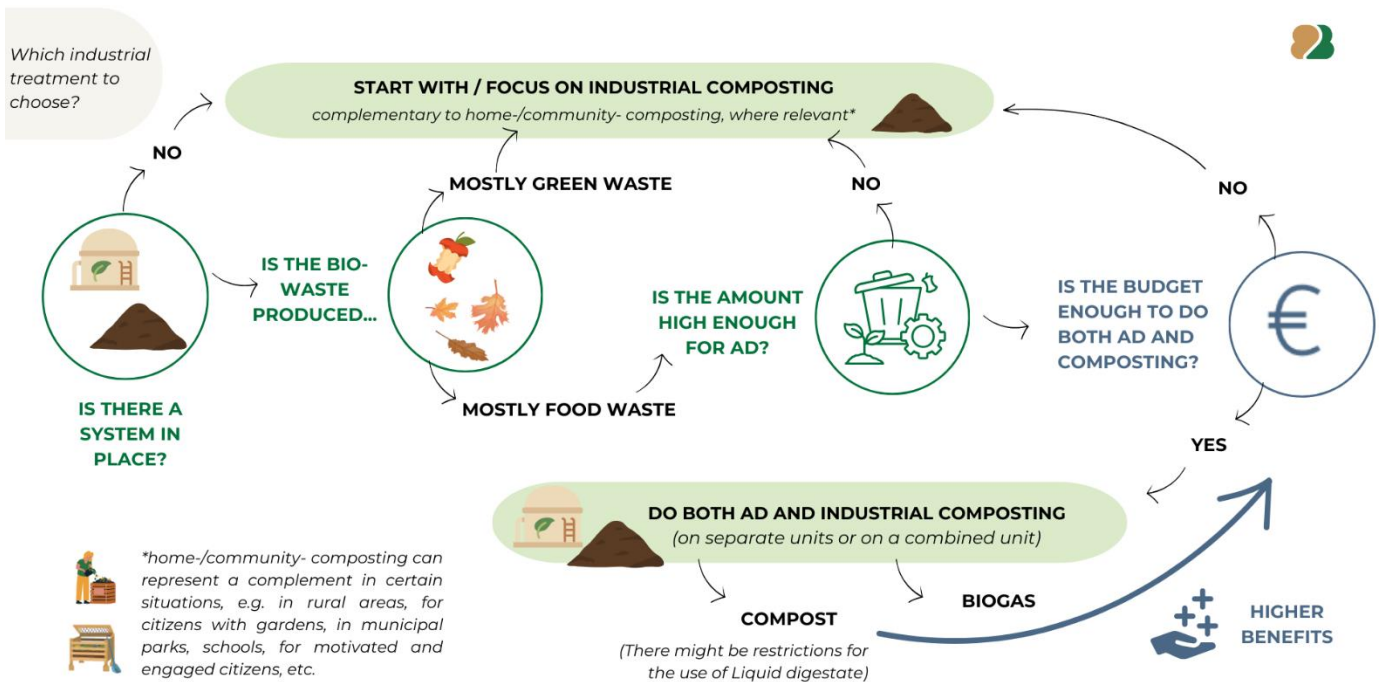 Which industrial
treatment to
choose?
START WITH / FOCUS ON INDUSTRIAL COMPOSTING
complementary to home-/community- composting, where relevant*
NO
MOSTLY GREEN WASTE
NO
NO
IS THERE A
SYSTEM IN
PLACE?
IS THE BIO-
WASTE
PRODUCED...
MOSTLY FOOD WASTE
IS THE AMOUNT
HIGH ENOUGH
FOR AD?
IS THE BUDGET
ENOUGH TO DO
BOTH AD AND
COMPOSTING?
€
YES
DO BOTH AD AND INDUSTRIAL COMPOSTING
(on separate units or on a combined unit)
COMPOST
(There might be restrictions for
the use of Liquid digestate)
BIOGAS
HIGHER
BENEFITS
*home-/community- composting can
represent a complement in certain
situations, e.g. in rural areas, for
citizens with gardens, in municipal
parks, schools, for motivated and
engaged citizens, etc.